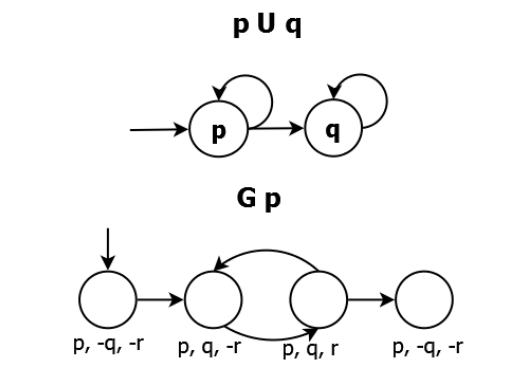 p U q
p q
G p
p, -q, -r p, q, -r p, q, r p, -q, -r